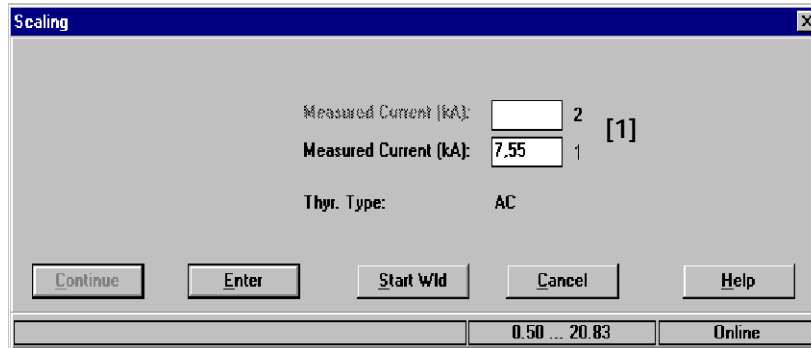 Scaling
Measured Current (kA): 2
[1]
Measured Current (kA): 7,55 1
Thyr. Type: AC
Continue Enter Start Wld Cancel Help
0.50 ... 20.83 Online